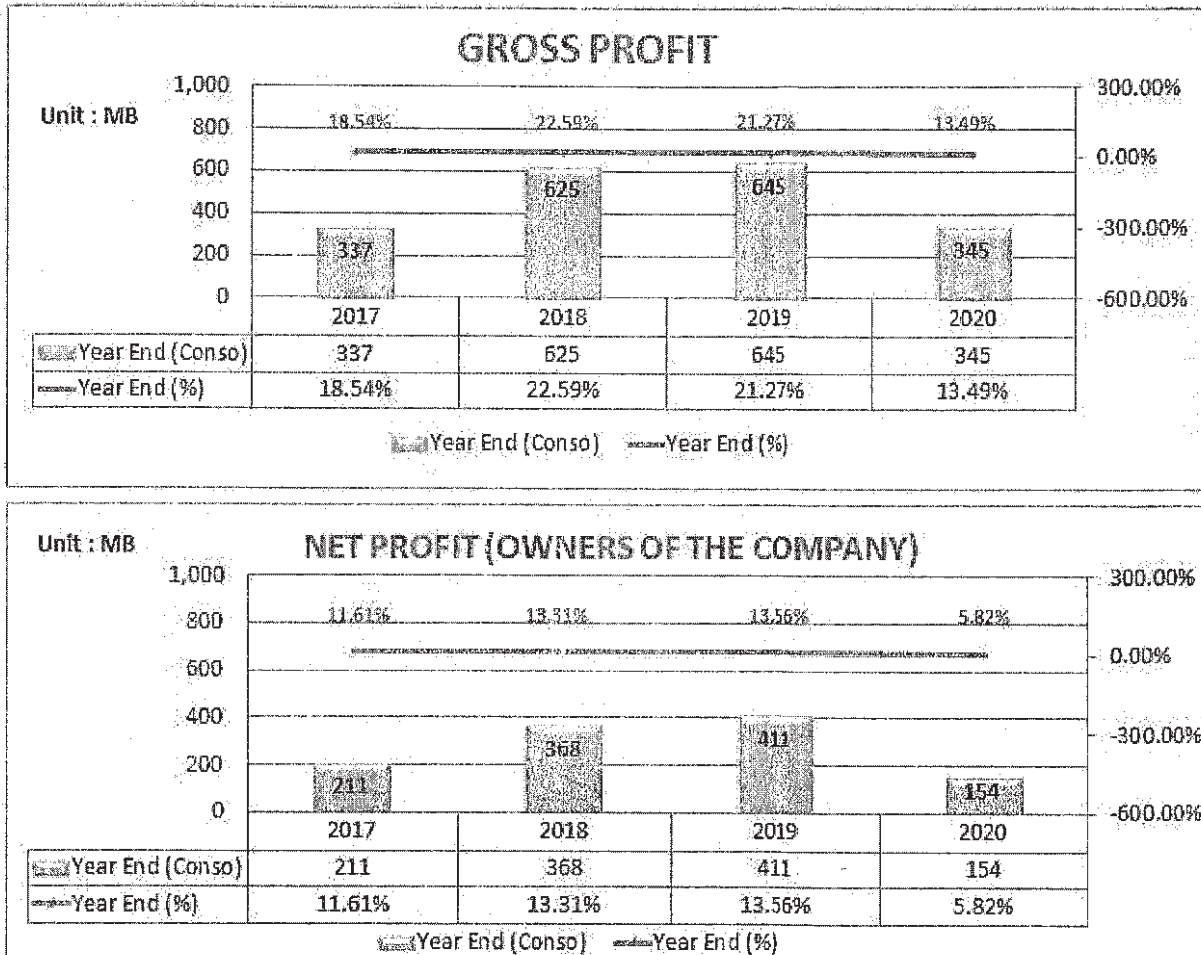 GROSS PROFIT
Unit : MB
1,000
800
600
400
200
0
300.00%
0.00%
-300.00%
-600.00%
18.54% 22.59% 21.27% 13.49%
337 625 645 345
2017 2018 2019 2020
Year End (Conso) 337 625 645 345
Year End (%) 18.54% 22.59% 21.27% 13.49%
Year End (Conso) Year End (%)
Unit : MB
NET PROFIT (OWNERS OF THE COMPANY)
1,000
800
600
400
200
0
300.00%
0.00%
-300.00%
-600.00%
11.61% 13.31% 13.56% 5.82%
211 368 411 154
2017 2018 2019 2020
Year End (Conso) 211 368 411 154
Year End (%) 11.61% 13.31% 13.56% 5.82%
Year End (Conso) Year End (%)